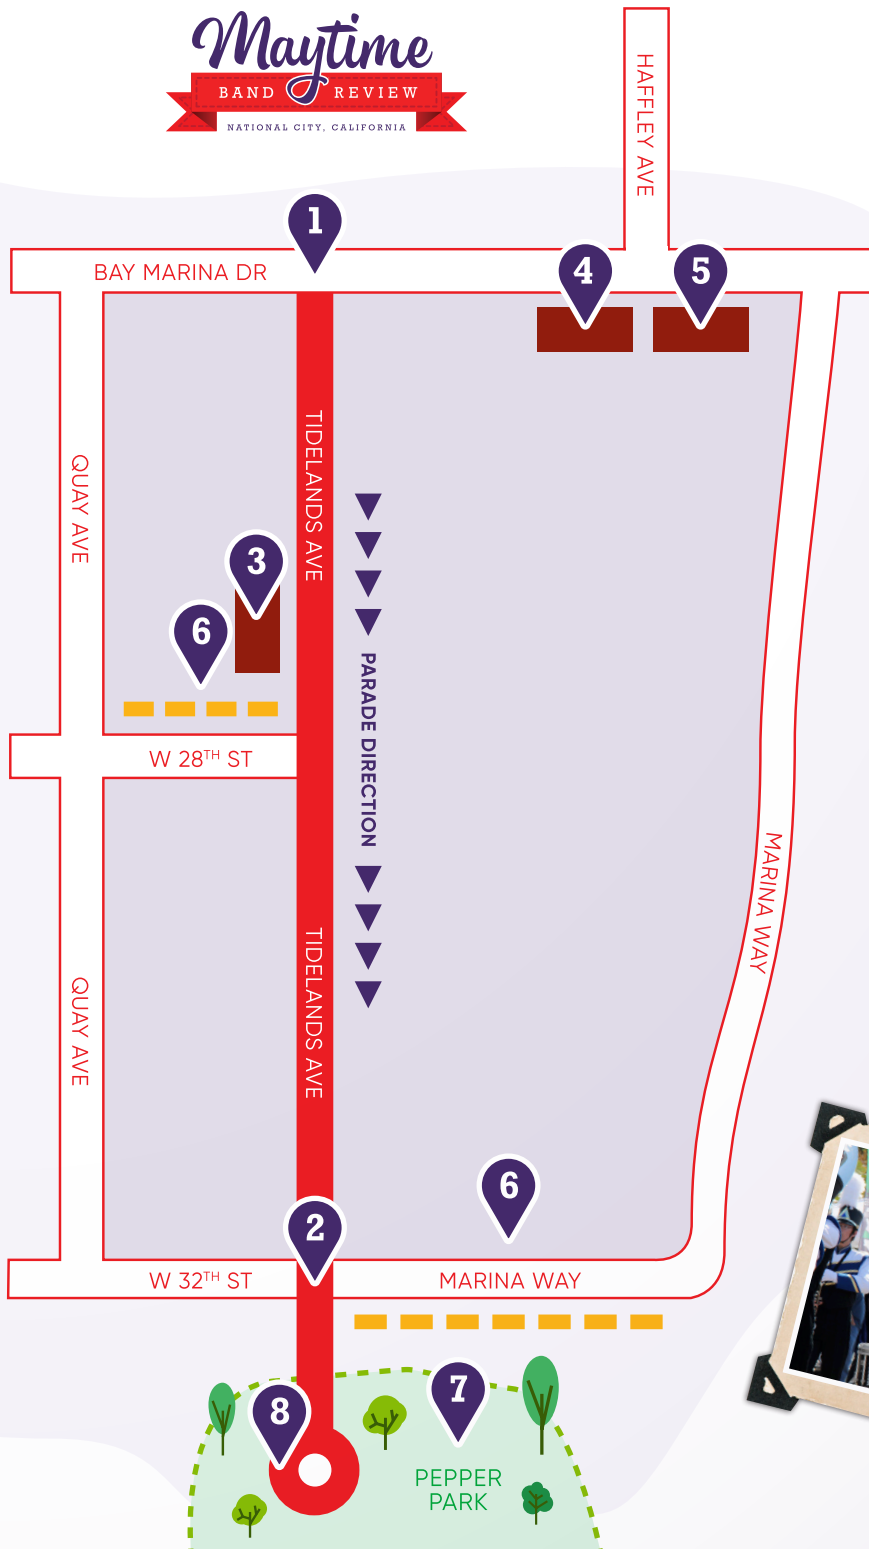 Maytime
BAND REVIEW
NATIONAL CITY, CALIFORNIA
HAFFLEY AVE
1
BAY MARINA DR
4
5
TIDELANDS AVE
QUAY AVE
3
6
PARADE DIRECTION
W 28TH ST
MARINA WAY
TIDELANDS AVE
QUAY AVE
6
2
W 32TH ST
MARINA WAY
7
8
PEPPER
PARK